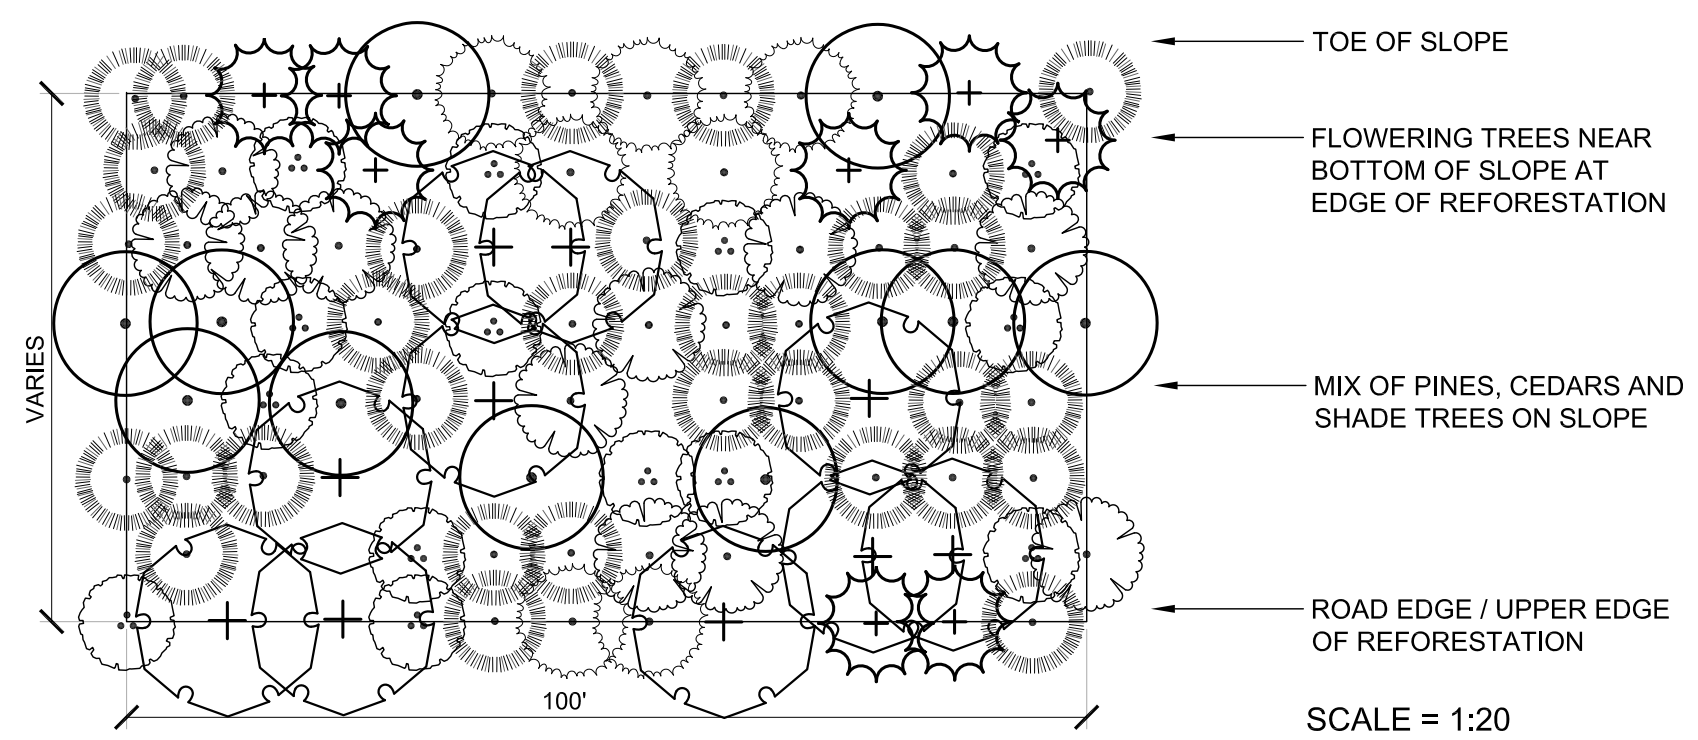 TOE OF SLOPE
FLOWERING TREES NEAR
BOTTOM OF SLOPE AT
EDGE OF REFORESTATION
VARIES
MIX OF PINES, CEDARS AND
SHADE TREES ON SLOPE
ROAD EDGE / UPPER EDGE
OF REFORESTATION
100'
SCALE = 1:20